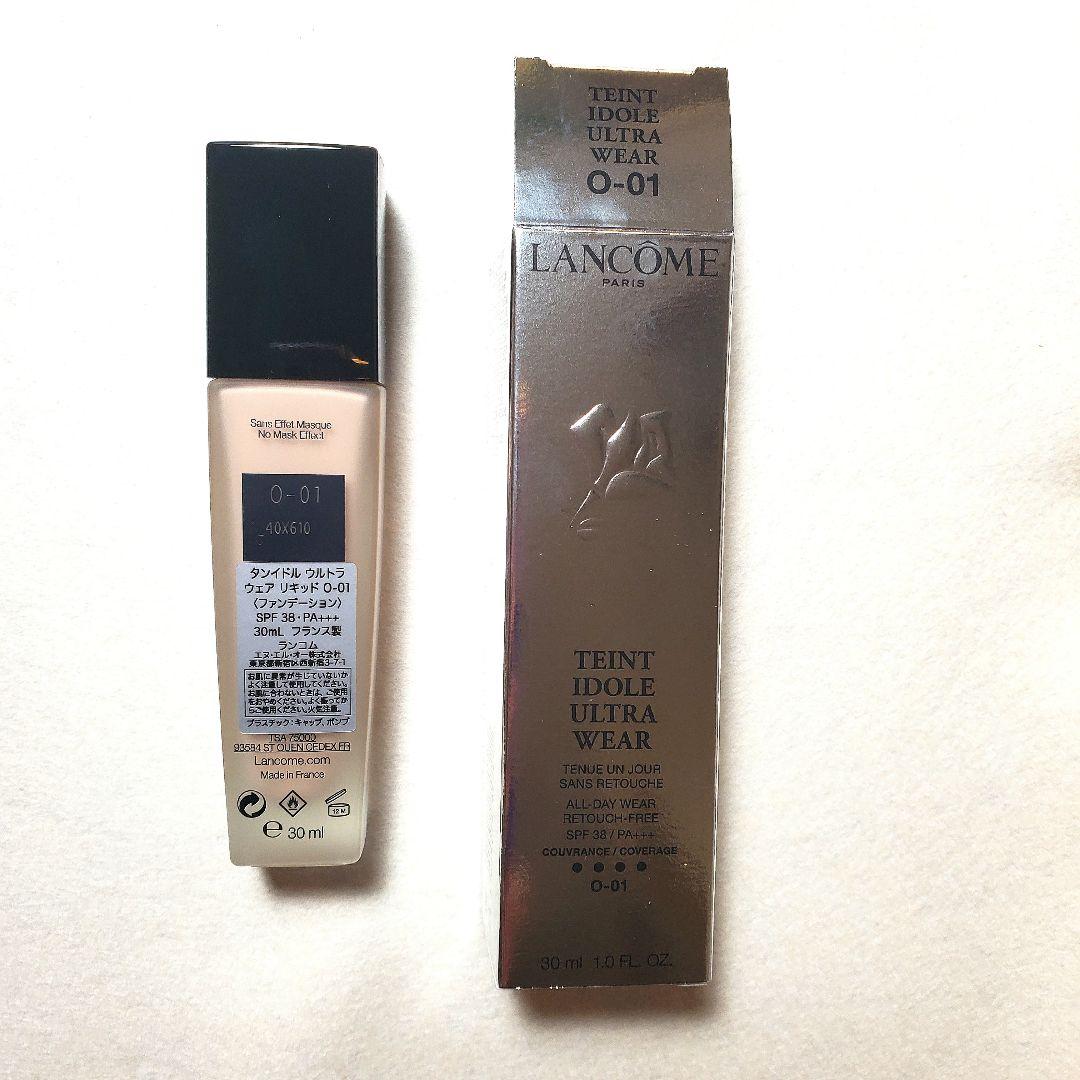 Sans Effet Masque
No Mask Effect
O-01
40X610
タンイドル ウルトラ
ウェア リキッド O-01
〈ファンデーション〉
SPF 38・PA+++
30mL フランス製
ランコム
エヌ・エル・オー株式会社
東京都新宿区西新宿3-7-1
お肌に異常が生じていないか
よく注意して使用してください。
お肌に合わないときは、ご使用
をおやめください。よく振ってか
らご使用ください。火気注意。
プラスチック:キャップ、ポンプ
TSA 75000
93584 ST OUEN CEDEX FR
Lancome.com
Made in France
12 M
e 30 ml
TEINT
IDOLE
ULTRA
WEAR
O-01
LANCÔME
PARIS
TEINT
IDOLE
ULTRA
WEAR
TENUE UN JOUR
SANS RETOUCHE
ALL-DAY WEAR
RETOUCH-FREE
SPF 38 / PA+++
COUVRANCE / COVERAGE
● ● ● ●
O-01
30 ml 1.0 FL. OZ.